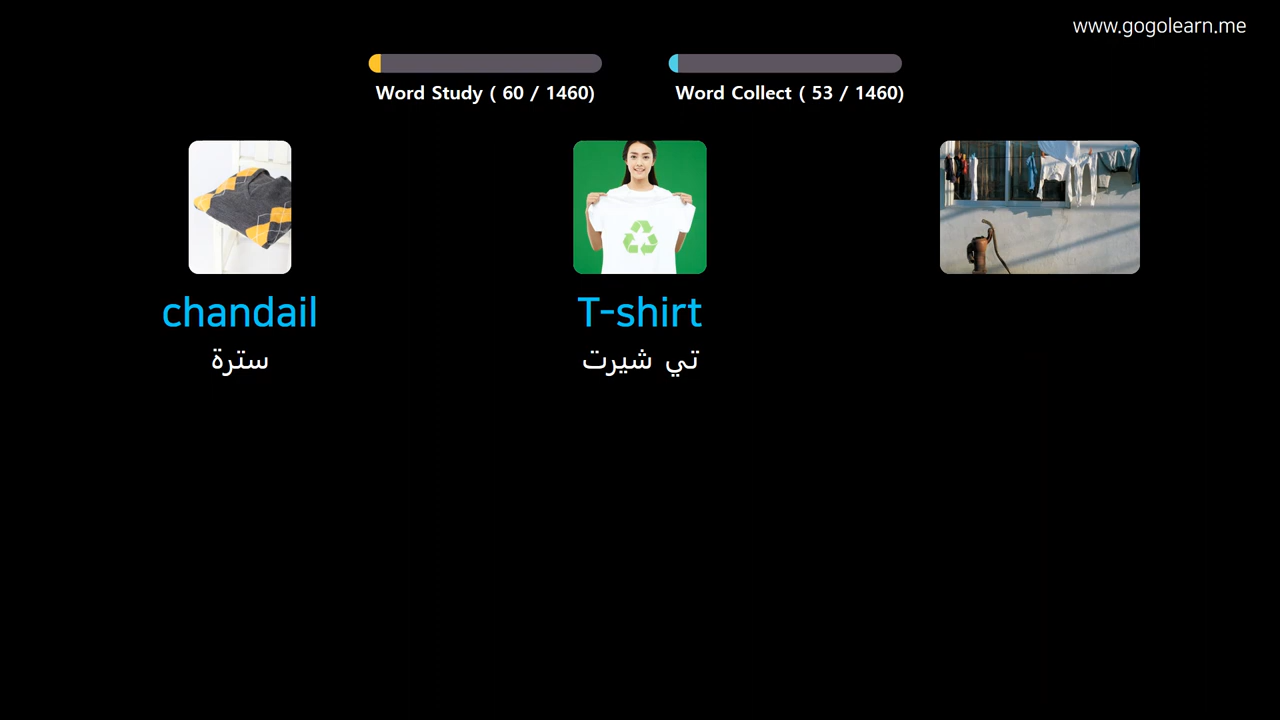 www.gogolearn.me
Word Study ( 60 / 1460)
Word Collect ( 53 / 1460)
chandail
سترة
T-shirt
تي شيرت